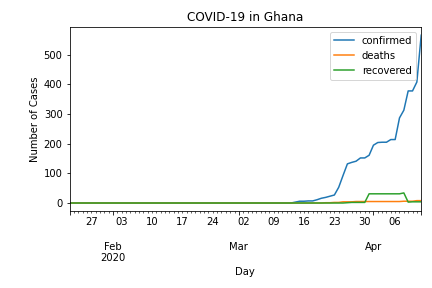 COVID-19 in Ghana
confirmed
deaths
recovered
Number of Cases
500
400
300
200
100
0
27 03 10 17 24 02 09 16 23 30 06
Feb Mar Apr
2020
Day